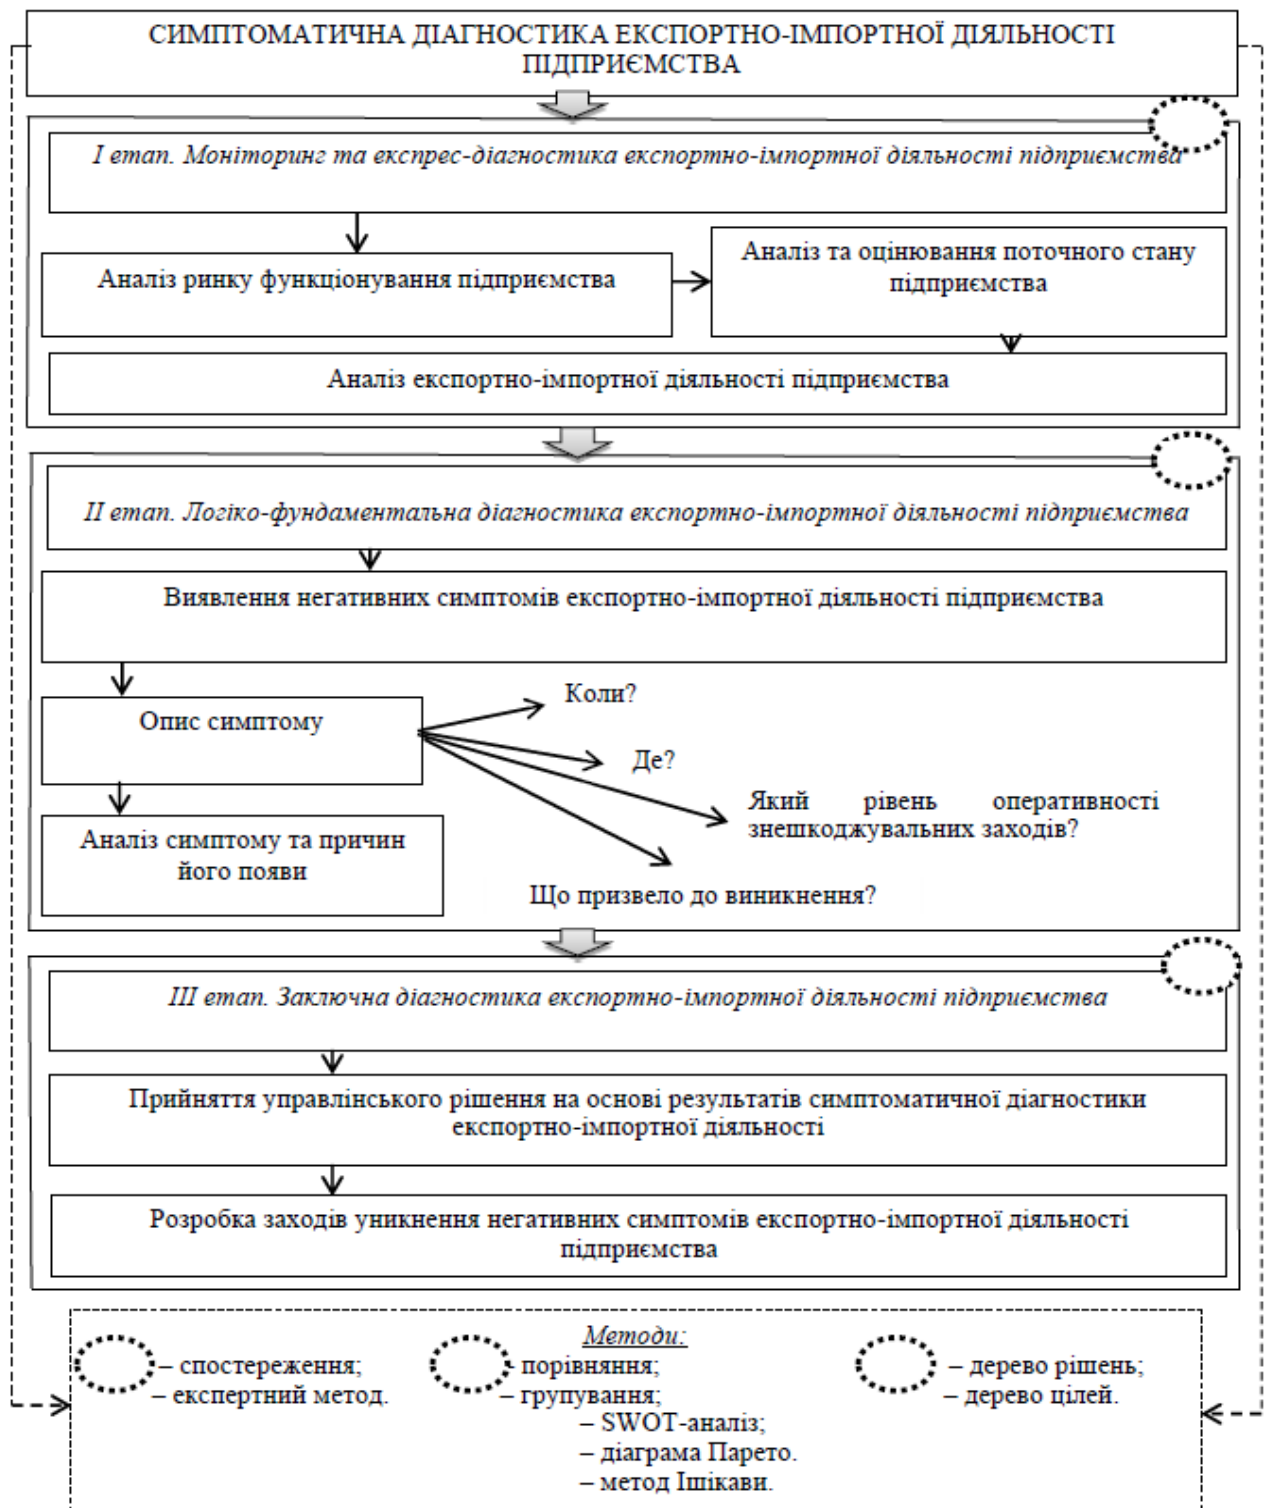 СИМПТОМАТИЧНА ДІАГНОСТИКА ЕКСПОРТНО-ІМПОРТНОЇ ДІЯЛЬНОСТІ
ПІДПРИЄМСТВА
І етап. Моніторинг та експрес-діагностика експортно-імпортної діяльності підприємства
Аналіз ринку функціонування підприємства
Аналіз та оцінювання поточного стану
підприємства
Аналіз експортно-імпортної діяльності підприємства
ІІ етап. Логіко-фундаментальна діагностика експортно-імпортної діяльності підприємства
Виявлення негативних симптомів експортно-імпортної діяльності підприємства
Опис симптому
Коли?
Де?
Який рівень оперативності
знешкоджувальних заходів?
Аналіз симптому та причин
його появи
Що призвело до виникнення?
ІІІ етап. Заключна діагностика експортно-імпортної діяльності підприємства
Прийняття управлінського рішення на основі результатів симптоматичної діагностики
експортно-імпортної діяльності
Розробка заходів уникнення негативних симптомів експортно-імпортної діяльності
підприємства
Методи:
– спостереження;
– експертний метод.
- порівняння;
– групування;
– SWOT-аналіз;
– діаграма Парето.
– метод Ішікави.
– дерево рішень;
– дерево цілей.